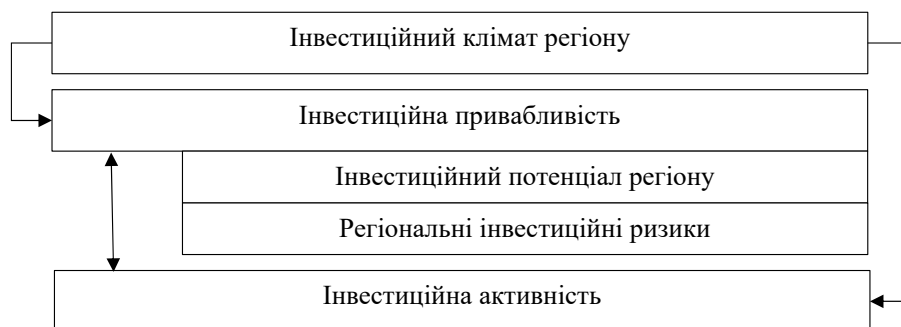 Інвестиційний клімат регіону
Інвестиційна привабливість
Інвестиційний потенціал регіону
Регіональні інвестиційні ризики
Інвестиційна активність